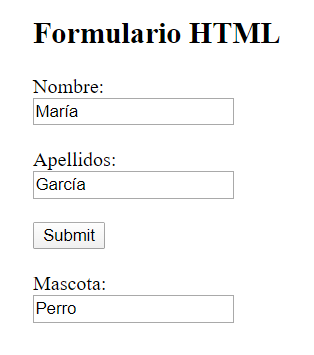 Formulario HTML
Nombre:
María
Apellidos:
García
Submit
Mascota:
Perro